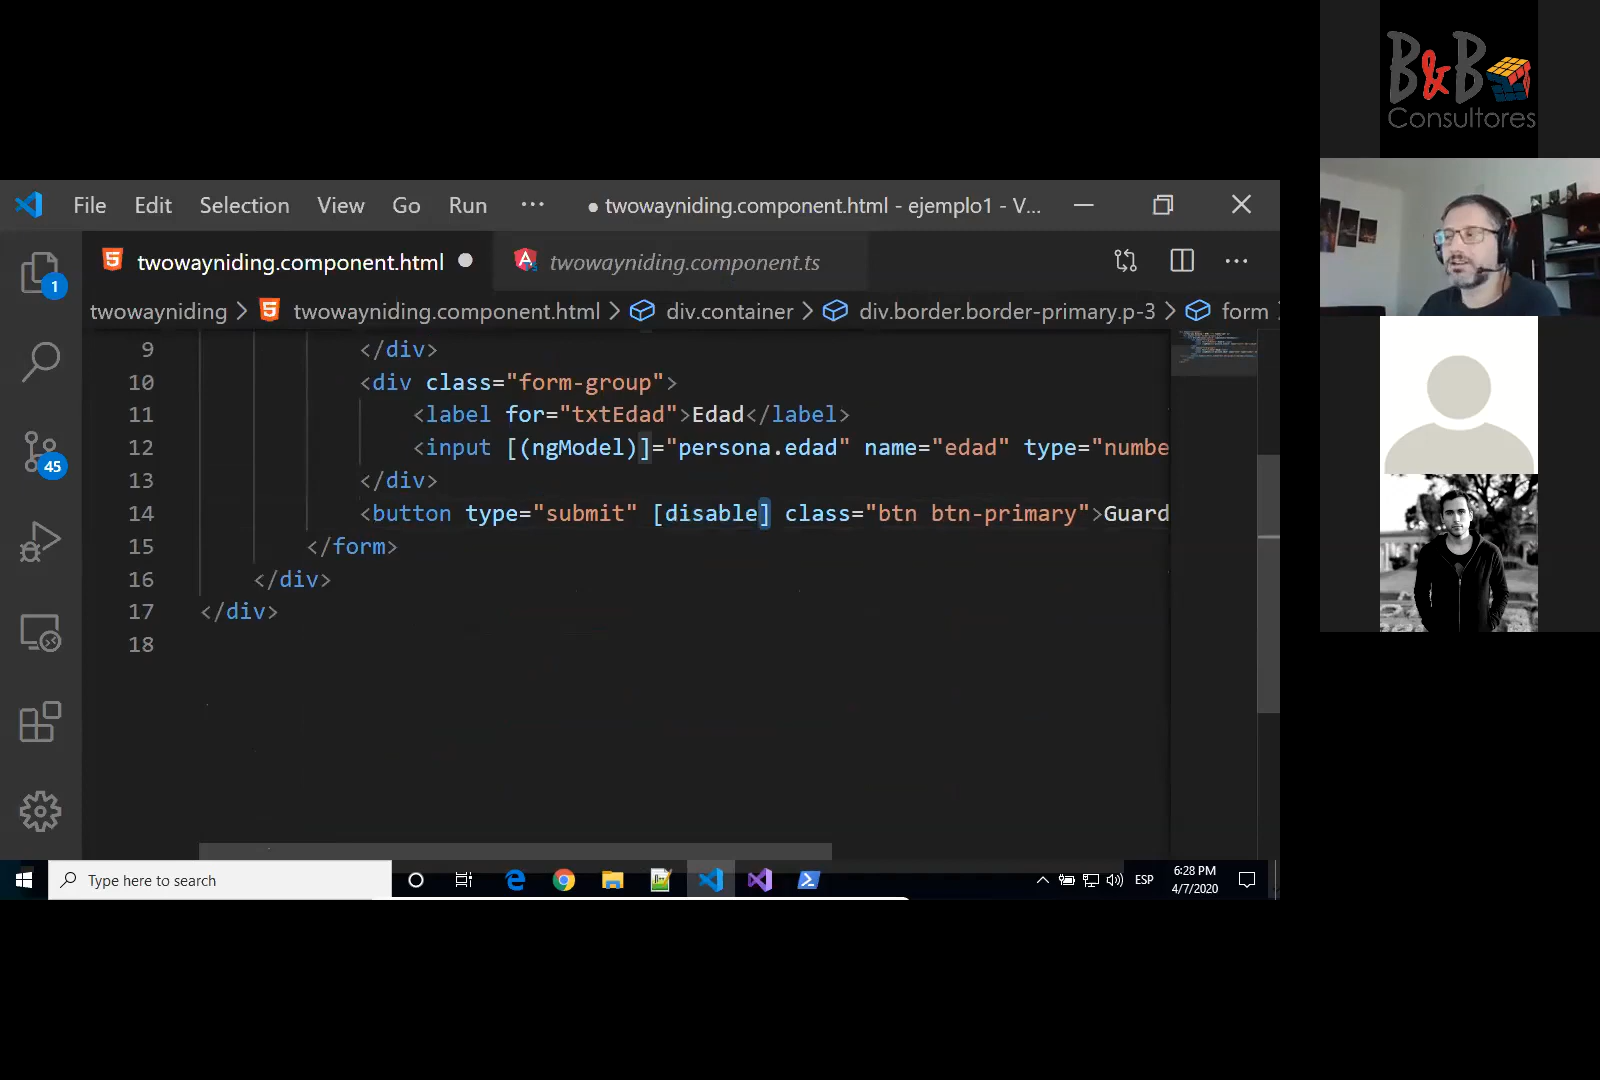 B&B
Consultores
File Edit Selection View Go Run ··· ● twowayniding.component.html - ejemplo1 - V...
twowayniding.component.html ● twowayniding.component.ts
twowayniding > twowayniding.component.html > div.container > div.border.border-primary.p-3 > form
1
45
9 </div>
10 <div class="form-group">
11 <label for="txtEdad">Edad</label>
12 <input [(ngModel)]="persona.edad" name="edad" type="numbe
13 </div>
14 <button type="submit" [disable] class="btn btn-primary">Guard
15 </form>
16 </div>
17 </div>
18
Type here to search
ESP
6:28 PM
4/7/2020